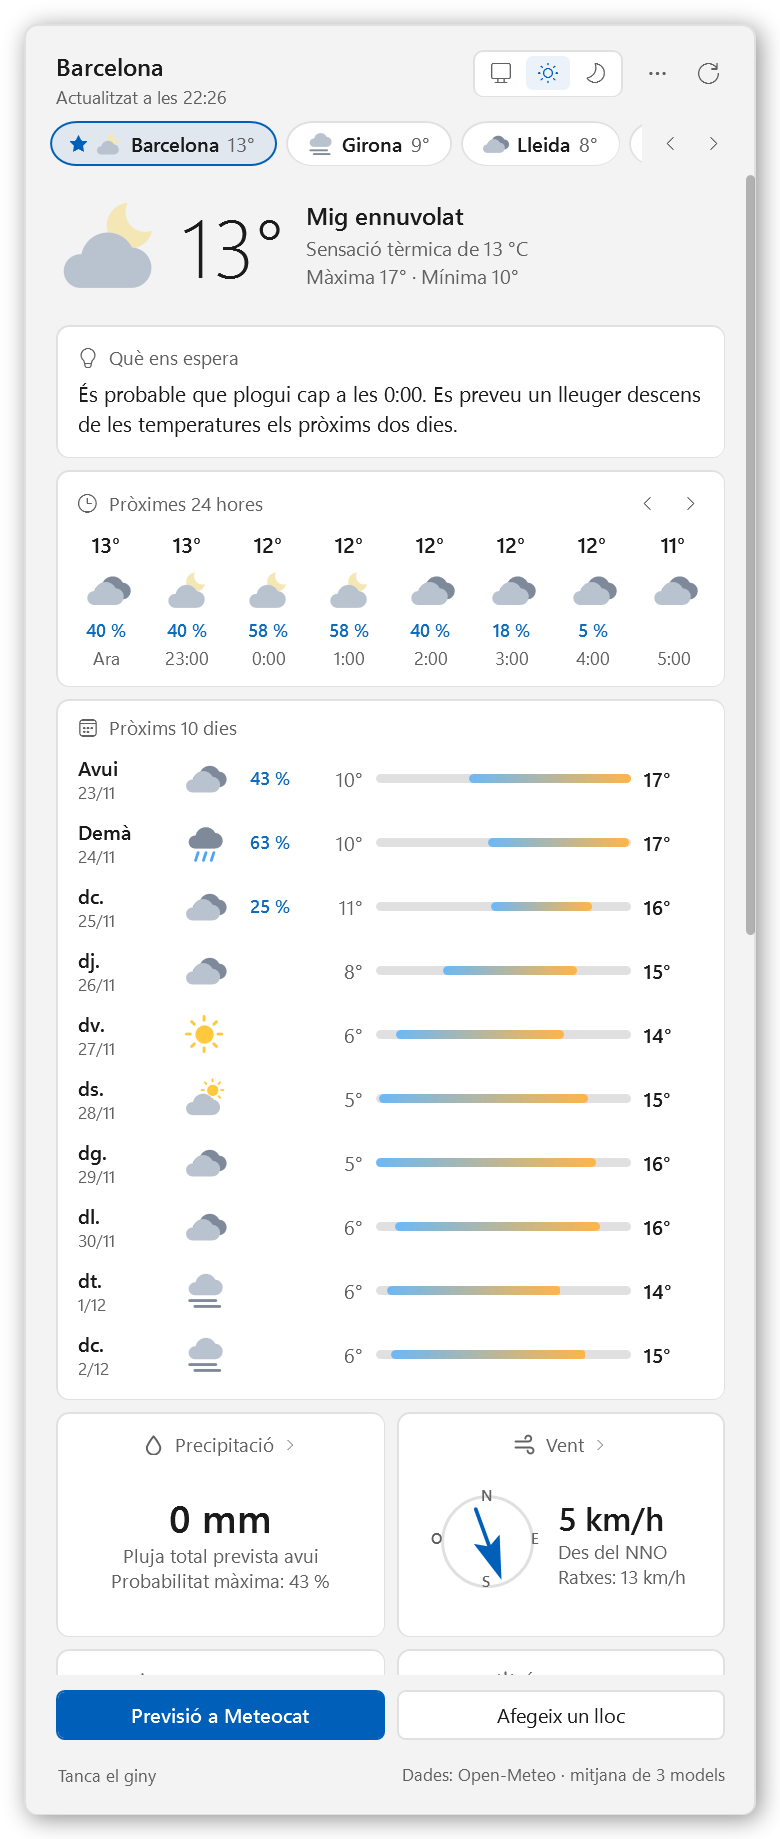 Barcelona
Actualitzat a les 22:26
Barcelona 13°
Girona 9°
Lleida 8°
13°
Mig ennuvolat
Sensació tèrmica de 13 °C
Màxima 17° · Mínima 10°
Què ens espera
És probable que plogui cap a les 0:00. Es preveu un lleuger descens
de les temperatures els pròxims dos dies.
Pròximes 24 hores
13° 13° 12° 12° 12° 12° 12° 11°
40 % 40 % 58 % 58 % 40 % 18 % 5 %
Ara 23:00 0:00 1:00 2:00 3:00 4:00 5:00
Pròxims 10 dies
Avui 43 % 10° 17°
23/11
Demà 63 % 10° 17°
24/11
dc. 25 % 11° 16°
25/11
dj. 8° 15°
26/11
dv. 6° 14°
27/11
ds. 5° 15°
28/11
dg. 5° 16°
29/11
dl. 6° 16°
30/11
dt. 6° 14°
1/12
dc. 6° 15°
2/12
Precipitació
0 mm
Pluja total prevista avui
Probabilitat màxima: 43 %
Vent
N
O E
S
5 km/h
Des del NNO
Ratxes: 13 km/h
Previsió a Meteocat
Afegeix un lloc
Tanca el giny
Dades: Open-Meteo · mitjana de 3 models